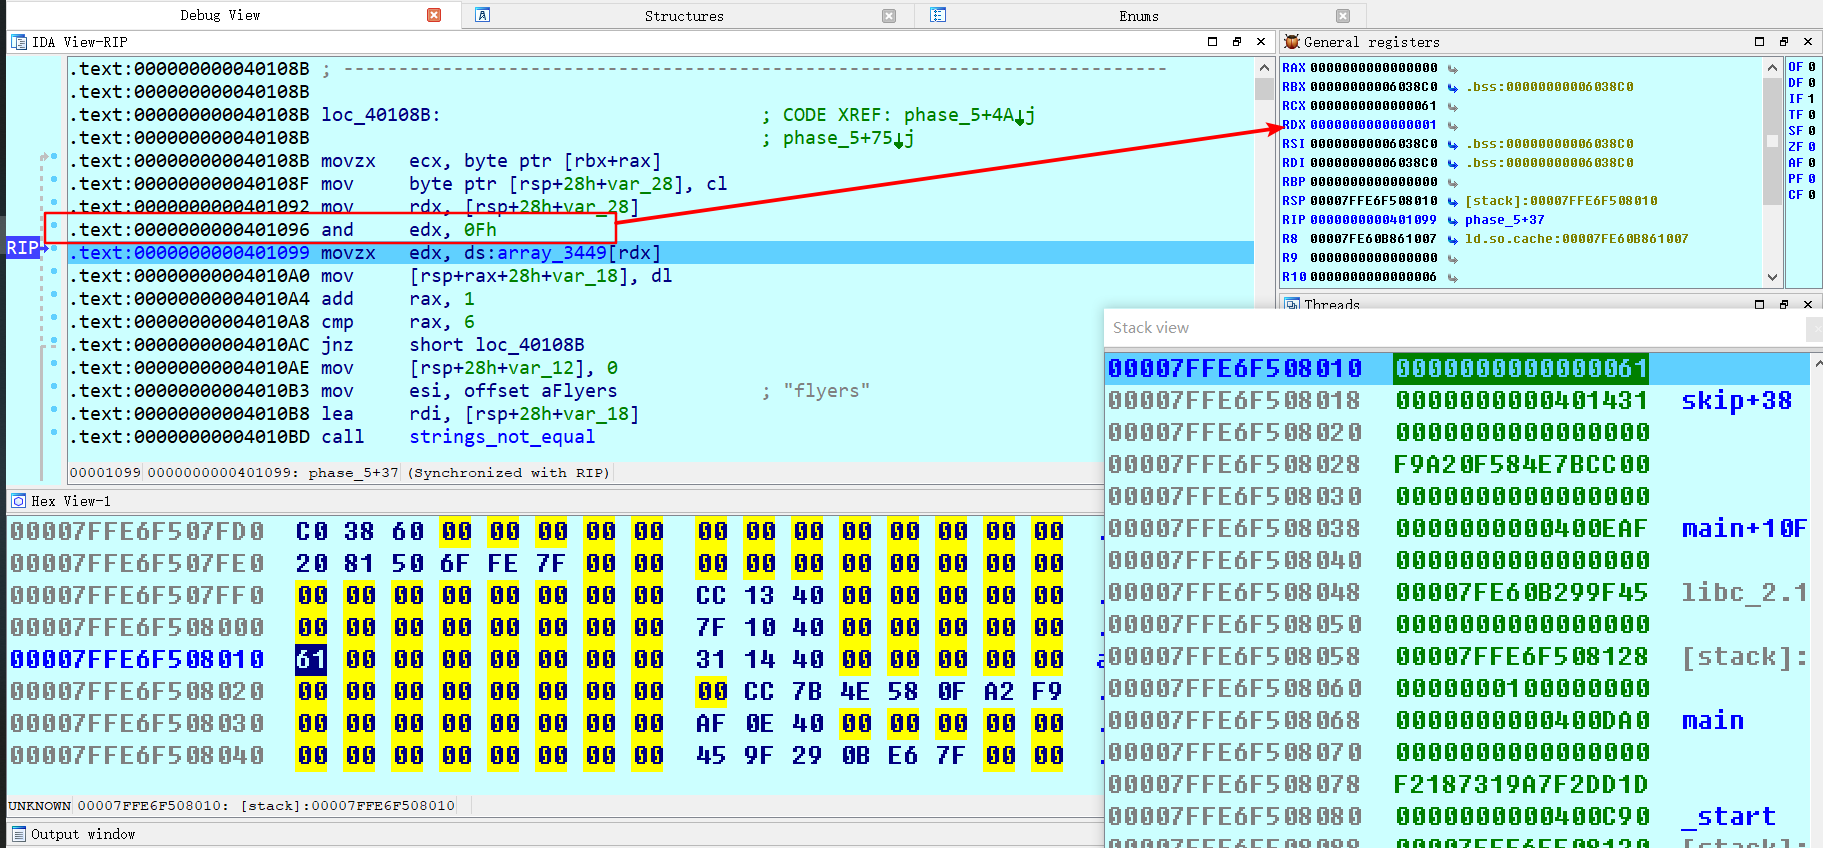 Debug View
Structures
Enums
IDA View-RIP
.text:000000000040108B ; ---------------------------------------------------------------------------
.text:000000000040108B
.text:000000000040108B loc_40108B: ; CODE XREF: phase_5+4A↓j
.text:000000000040108B ; phase_5+75↓j
.text:000000000040108B movzx ecx, byte ptr [rbx+rax]
.text:000000000040108F mov byte ptr [rsp+28h+var_28], cl
.text:0000000000401092 mov rdx, [rsp+28h+var_28]
.text:0000000000401096 and edx, 0Fh
RIP .text:0000000000401099 movzx edx, ds:array_3449[rdx]
.text:00000000004010A0 mov [rsp+rax+28h+var_18], dl
.text:00000000004010A4 add rax, 1
.text:00000000004010A8 cmp rax, 6
.text:00000000004010AC jnz short loc_40108B
.text:00000000004010AE mov [rsp+28h+var_12], 0
.text:00000000004010B3 mov esi, offset aFlyers ; "flyers"
.text:00000000004010B8 lea rdi, [rsp+28h+var_18]
.text:00000000004010BD call strings_not_equal
00001099 0000000000401099: phase_5+37 (Synchronized with RIP)
General registers
RAX 0000000000000000
RBX 00000000006038C0 .bss:00000000006038C0
RCX 0000000000000061
RDX 0000000000000001
RSI 00000000006038C0 .bss:00000000006038C0
RDI 00000000006038C0 .bss:00000000006038C0
RBP 0000000000000000
RSP 00007FFE6F508010 [stack]:00007FFE6F508010
RIP 0000000000401099 phase_5+37
R8 00007FE60B861007 ld.so.cache:00007FE60B861007
R9 0000000000000000
R10 0000000000000006
OF 0
DF 0
IF 1
TF 0
SF 0
ZF 0
AF 0
PF 0
CF 0
Threads
Hex View-1
00007FFE6F507FD0 C0 38 60 00 00 00 00 00 00 00 00 00 00 00 00 00 .
00007FFE6F507FE0 20 81 50 6F FE 7F 00 00 00 00 00 00 00 00 00 00
00007FFE6F507FF0 00 00 00 00 00 00 00 00 CC 13 40 00 00 00 00 00 .
00007FFE6F508000 00 00 00 00 00 00 00 00 7F 10 40 00 00 00 00 00 .
00007FFE6F508010 61 00 00 00 00 00 00 00 31 14 40 00 00 00 00 00 a
00007FFE6F508020 00 00 00 00 00 00 00 00 00 CC 7B 4E 58 0F A2 F9 .
00007FFE6F508030 00 00 00 00 00 00 00 00 AF 0E 40 00 00 00 00 00 .
00007FFE6F508040 00 00 00 00 00 00 00 00 45 9F 29 0B E6 7F 00 00 .
UNKNOWN 00007FFE6F508010: [stack]:00007FFE6F508010
Output window
Stack view
00007FFE6F508010 0000000000000061
00007FFE6F508018 0000000000401431 skip+38
00007FFE6F508020 0000000000000000
00007FFE6F508028 F9A20F584E7BCC00
00007FFE6F508030 0000000000000000
00007FFE6F508038 0000000000400EAF main+10F
00007FFE6F508040 0000000000000000
00007FFE6F508048 00007FE60B299F45 libc_2.1
00007FFE6F508050 0000000000000000
00007FFE6F508058 00007FFE6F508128 [stack]:
00007FFE6F508060 0000000100000000
00007FFE6F508068 0000000000400DA0 main
00007FFE6F508070 0000000000000000
00007FFE6F508078 F2187319A7F2DD1D
00007FFE6F508080 0000000000400C90 _start
00007FFE6F508088 00007FFE6F508120 [stack]: